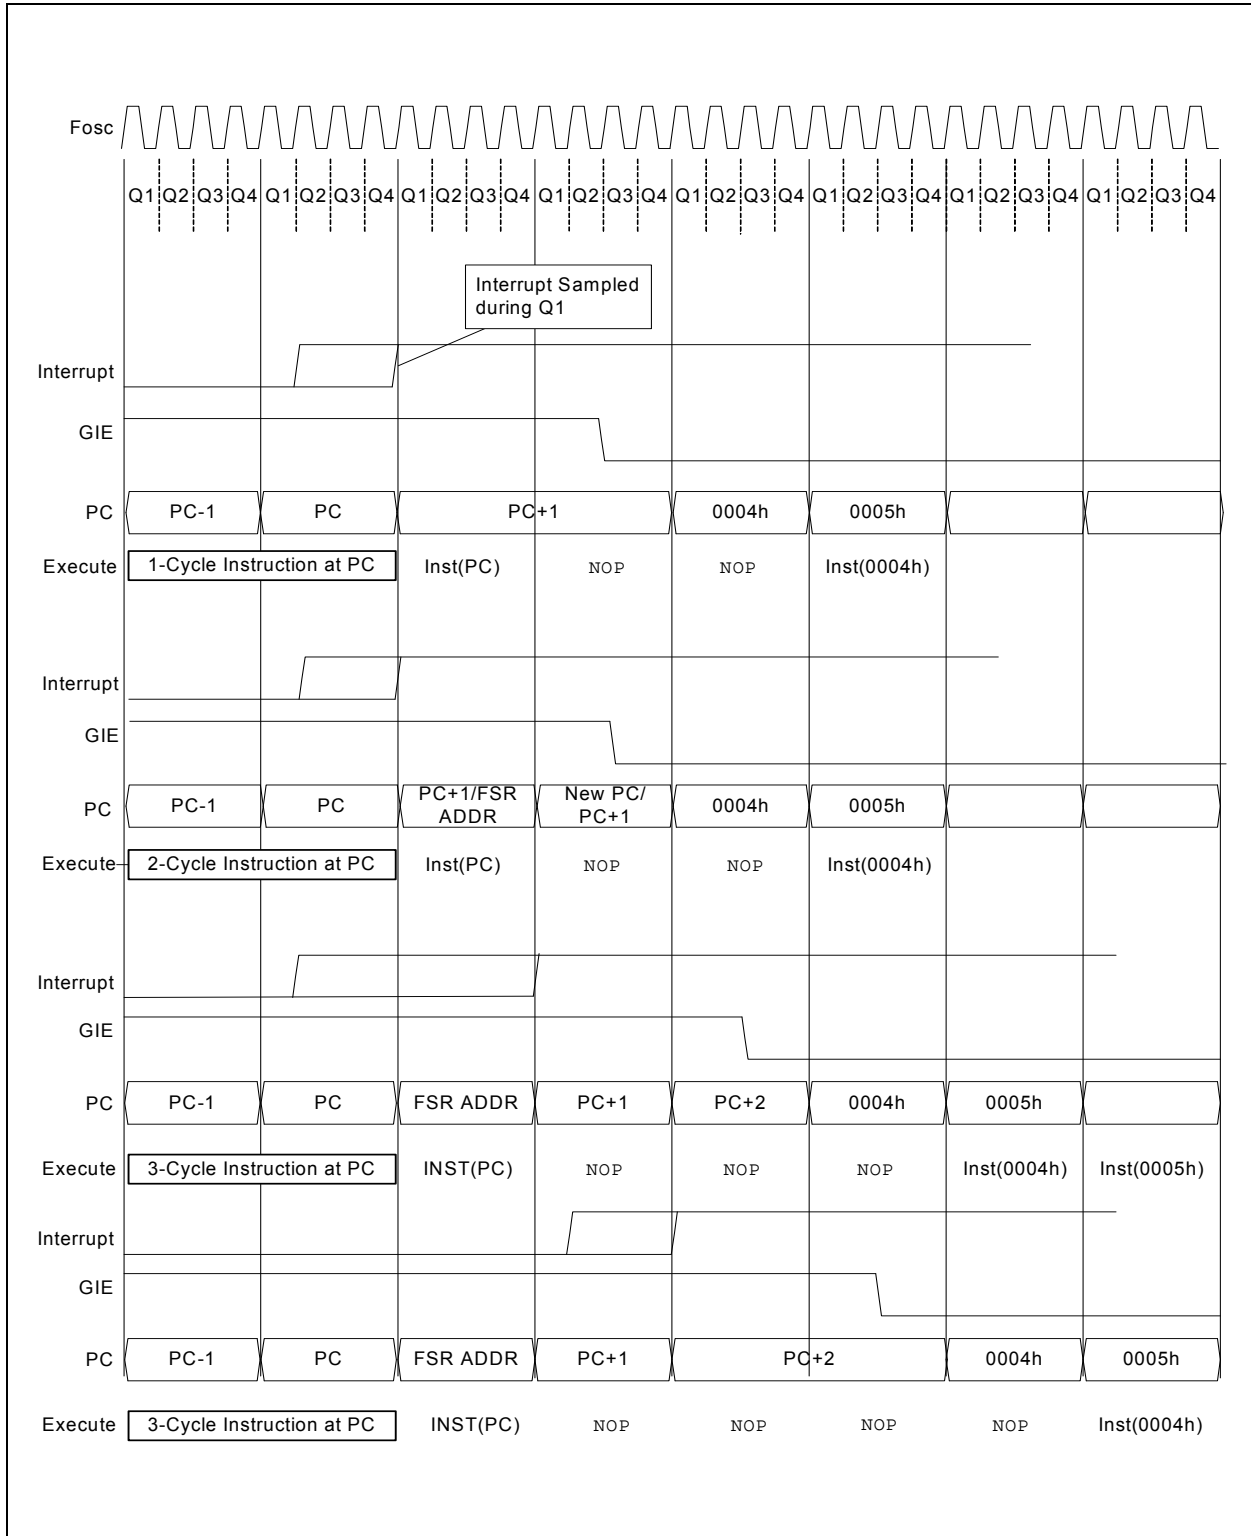 Fosc
Q1 Q2 Q3 Q4 Q1 Q2 Q3 Q4 Q1 Q2 Q3 Q4 Q1 Q2 Q3 Q4 Q1 Q2 Q3 Q4 Q1 Q2 Q3 Q4 Q1 Q2 Q3 Q4 Q1 Q2 Q3 Q4
Interrupt Sampled
during Q1
Interrupt
GIE
PC PC-1 PC PC+1 0004h 0005h
Execute 1-Cycle Instruction at PC Inst(PC) NOP NOP Inst(0004h)
Interrupt
GIE
PC PC-1 PC PC+1/FSR ADDR New PC/ PC+1 0004h 0005h
Execute 2-Cycle Instruction at PC Inst(PC) NOP NOP Inst(0004h)
Interrupt
GIE
PC PC-1 PC FSR ADDR PC+1 PC+2 0004h 0005h
Execute 3-Cycle Instruction at PC INST(PC) NOP NOP NOP Inst(0004h) Inst(0005h)
Interrupt
GIE
PC PC-1 PC FSR ADDR PC+1 PC+2 0004h 0005h
Execute 3-Cycle Instruction at PC INST(PC) NOP NOP NOP NOP Inst(0004h)